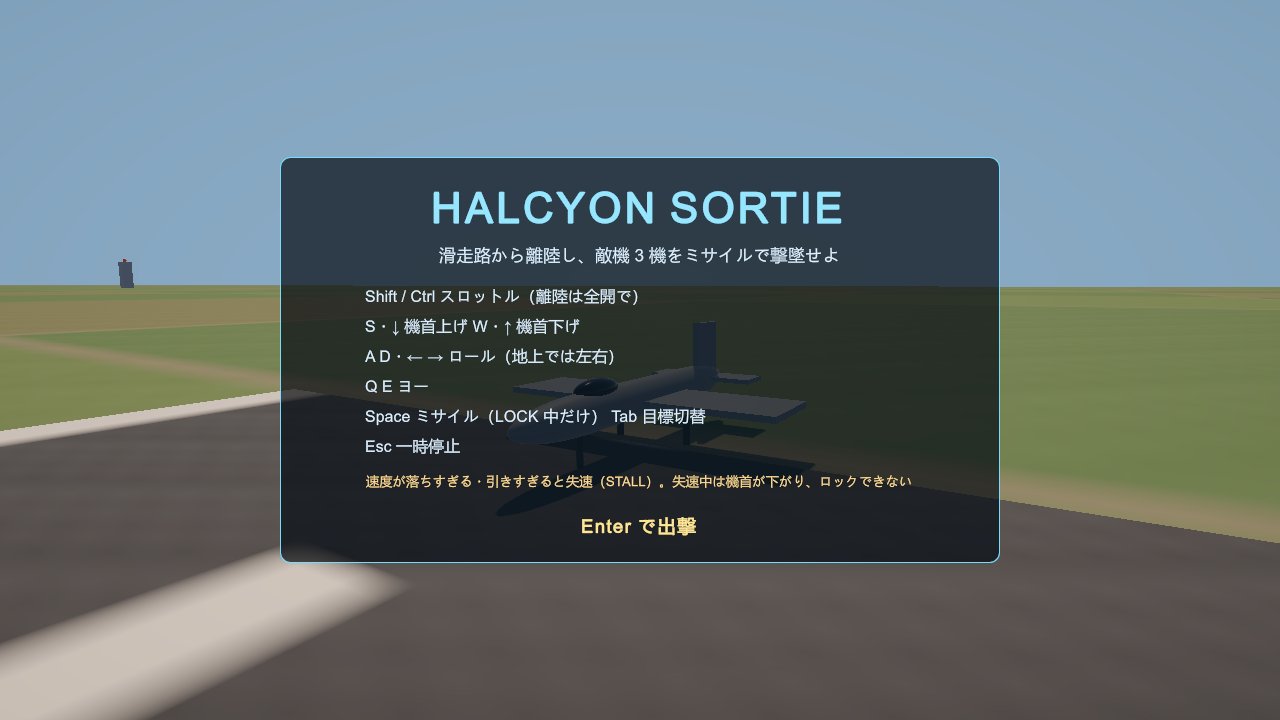 HALCYON SORTIE
滑走路から離陸し、敵機 3 機をミサイルで撃墜せよ
Shift / Ctrl スロットル（離陸は全開で）
S・↓ 機首上げ W・↑ 機首下げ
A D・← → ロール（地上では左右）
Q E ヨー
Space ミサイル（LOCK 中だけ） Tab 目標切替
Esc 一時停止
速度が落ちすぎる・引きすぎると失速（STALL）。失速中は機首が下がり、ロックできない
Enter で出撃